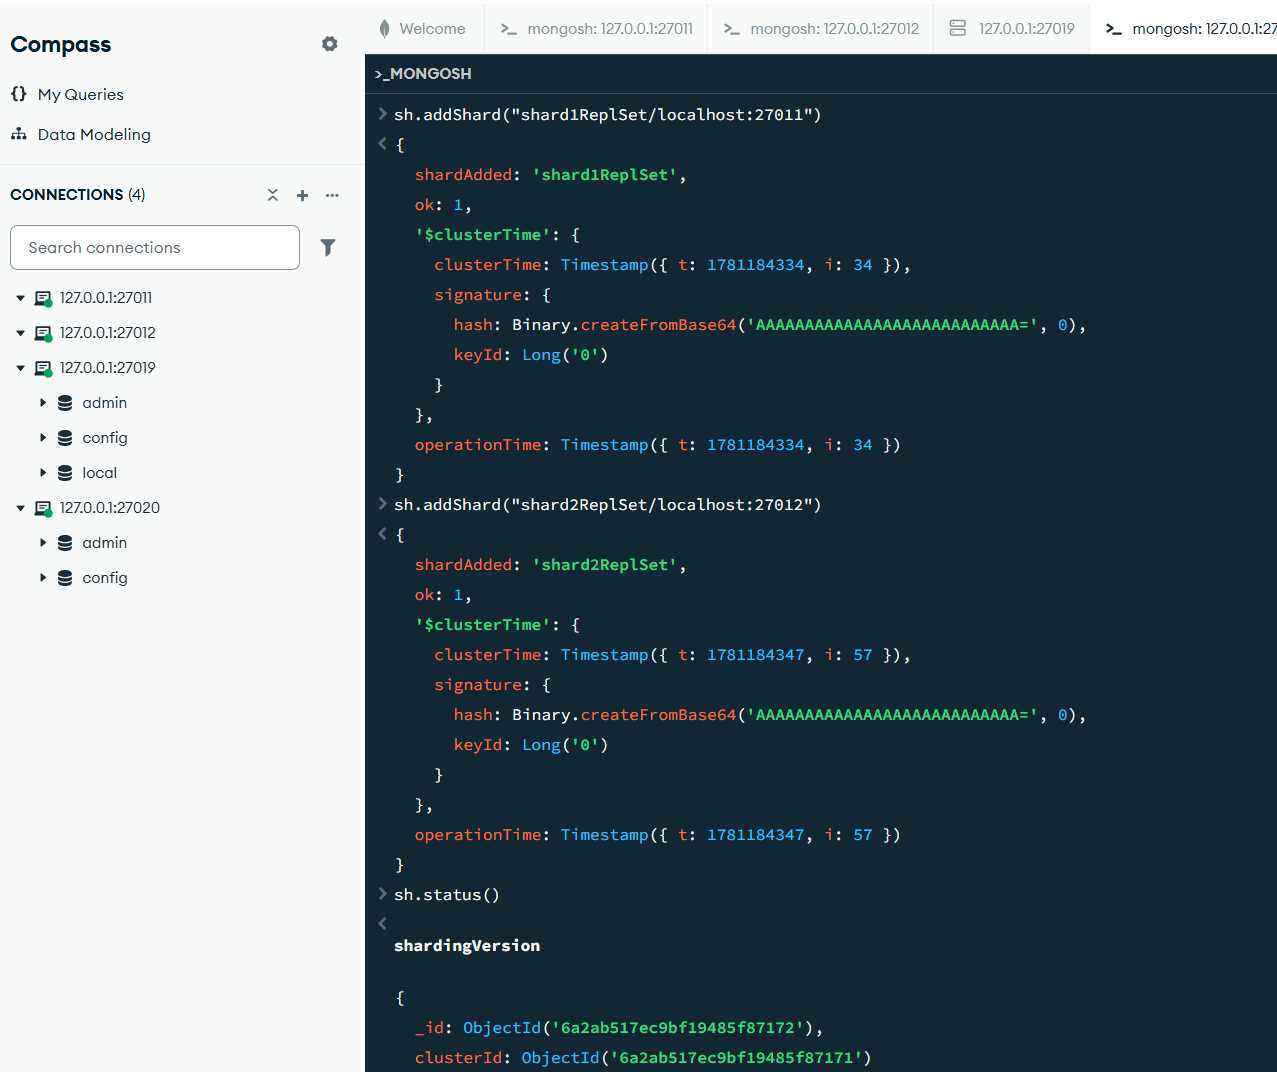 Compass
My Queries
Data Modeling
CONNECTIONS (4)
Search connections
127.0.0.1:27011
127.0.0.1:27012
127.0.0.1:27019
admin
config
local
127.0.0.1:27020
admin
config
Welcome
mongosh: 127.0.0.1:27011
mongosh: 127.0.0.1:27012
127.0.0.1:27019
mongosh: 127.0.0.1:27
>_MONGOSH
> sh.addShard("shard1ReplSet/localhost:27011")
< {
shardAdded: 'shard1ReplSet',
ok: 1,
'$clusterTime': {
clusterTime: Timestamp({ t: 1781184334, i: 34 }),
signature: {
hash: Binary.createFromBase64('AAAAAAAAAAAAAAAAAAAAAAAAAAA=', 0),
keyId: Long('0')
}
},
operationTime: Timestamp({ t: 1781184334, i: 34 })
}
> sh.addShard("shard2ReplSet/localhost:27012")
< {
shardAdded: 'shard2ReplSet',
ok: 1,
'$clusterTime': {
clusterTime: Timestamp({ t: 1781184347, i: 57 }),
signature: {
hash: Binary.createFromBase64('AAAAAAAAAAAAAAAAAAAAAAAAAAA=', 0),
keyId: Long('0')
}
},
operationTime: Timestamp({ t: 1781184347, i: 57 })
}
> sh.status()
<
shardingVersion
{
_id: ObjectId('6a2ab517ec9bf19485f87172'),
clusterId: ObjectId('6a2ab517ec9bf19485f87171')